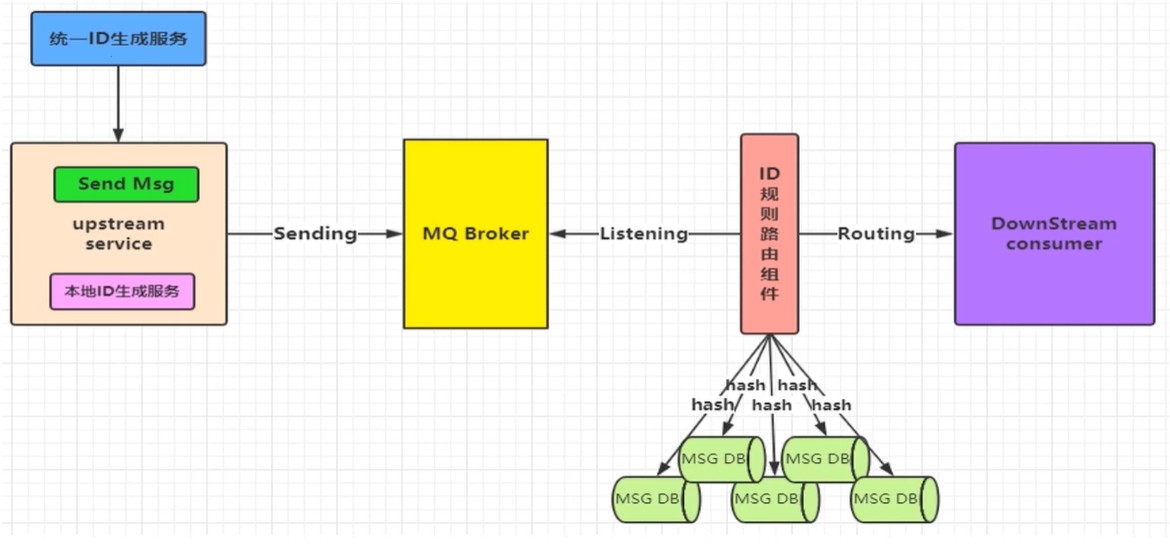 统一ID生成服务
Send Msg
upstream
service
本地ID生成服务
Sending
MQ Broker
Listening
ID
规
则
路
由
组
件
Routing
DownStream
consumer
hash
hash
hash
hash
hash
MSG DB
MSG DB
MSG DB
MSG DB
MSG DB